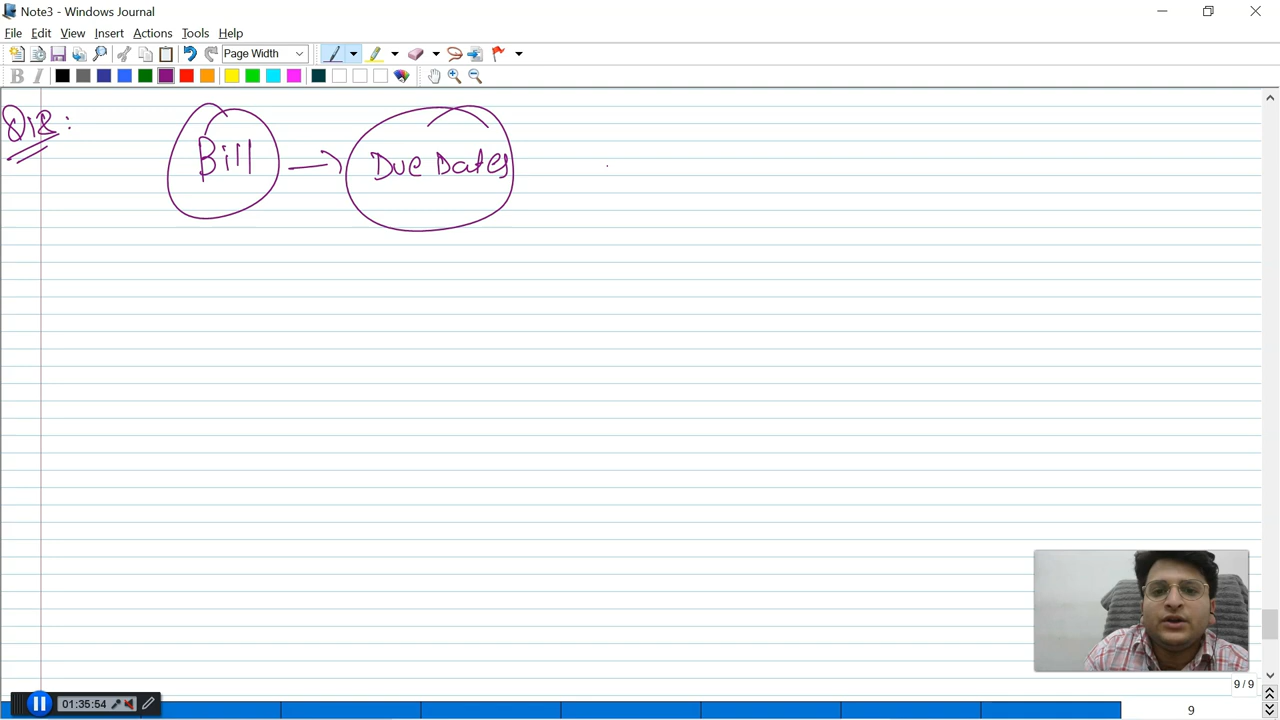 Note3 - Windows Journal
File Edit View Insert Actions Tools Help
Page Width
B I
Q18:
Bill → Due Dates
9 / 9
01:35:54
9